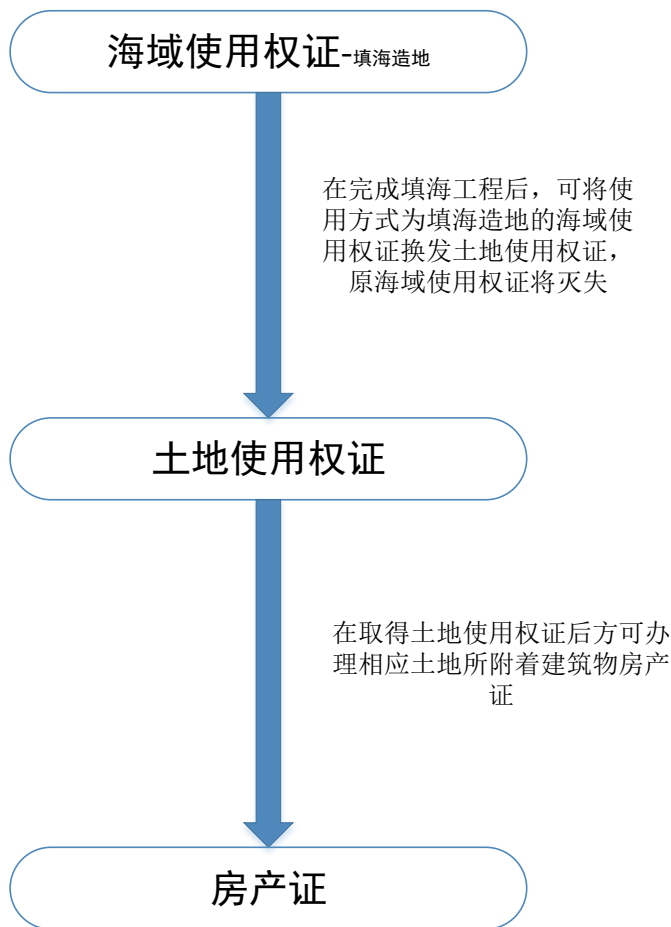 海域使用权证-填海造地
在完成填海工程后，可将使
用方式为填海造地的海域使
用权证换发土地使用权证，
原海域使用权证将灭失
土地使用权证
在取得土地使用权证后方可办
理相应土地所附着建筑物房产
证
房产证